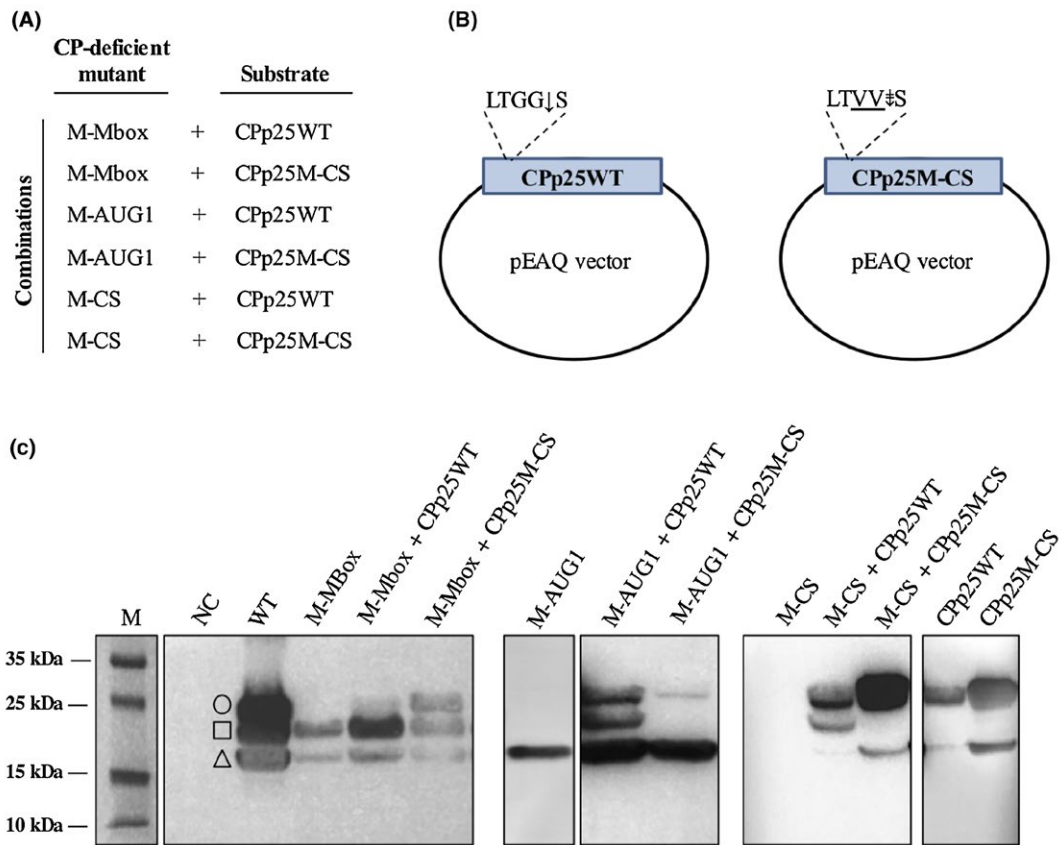 (A)
CP-deficient
mutant
Substrate
Combinations
M-Mbox + CPp25WT
M-Mbox + CPp25M-CS
M-AUG1 + CPp25WT
M-AUG1 + CPp25M-CS
M-CS + CPp25WT
M-CS + CPp25M-CS
(B)
LTGG↓S
CPp25WT
pEAQ vector
LTVV⇟S
CPp25M-CS
pEAQ vector
(c)
M
NC
WT
M-MBox
M-Mbox + CPp25WT
M-Mbox + CPp25M-CS
M-AUG1
M-AUG1 + CPp25WT
M-AUG1 + CPp25M-CS
M-CS
M-CS + CPp25WT
M-CS + CPp25M-CS
CPp25WT
CPp25M-CS
35 kDa
25 kDa
15 kDa
10 kDa